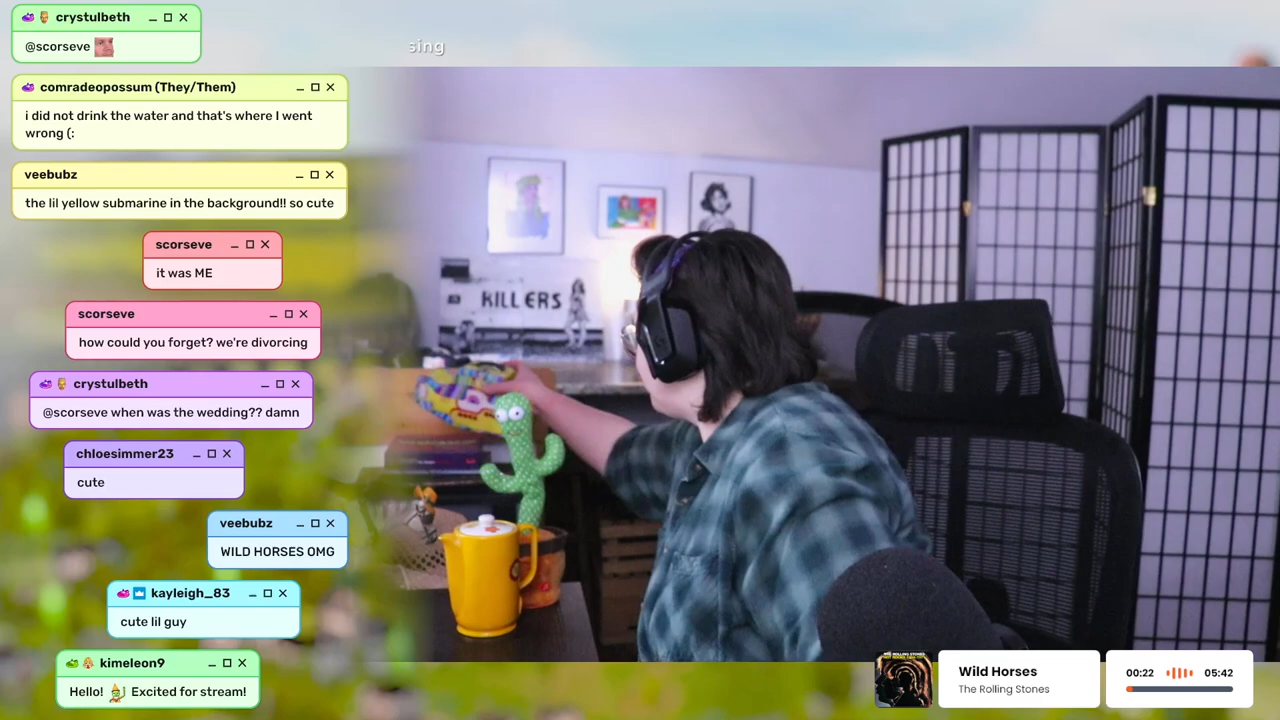 crystulbeth
@scorseve
comradeopossum (They/Them)
i did not drink the water and that's where I went
wrong (:
veebubz
the lil yellow submarine in the background!! so cute
scorseve
it was ME
scorseve
how could you forget? we're divorcing
crystulbeth
@scorseve when was the wedding?? damn
chloesimmer23
cute
veebubz
WILD HORSES OMG
kayleigh_83
cute lil guy
kimeleon9
Hello! Excited for stream!
sing
KILLERS
Wild Horses
The Rolling Stones
00:22
05:42